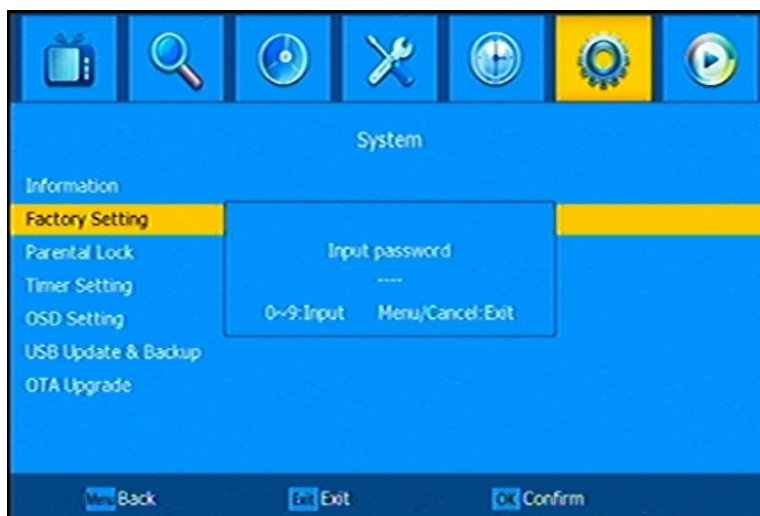 System
Information
Factory Setting
Parental Lock
Timer Setting
OSD Setting
USB Update & Backup
OTA Upgrade
Input password
----
0~9:Input Menu/Cancel:Exit
Menu Back Exit Exit OK Confirm